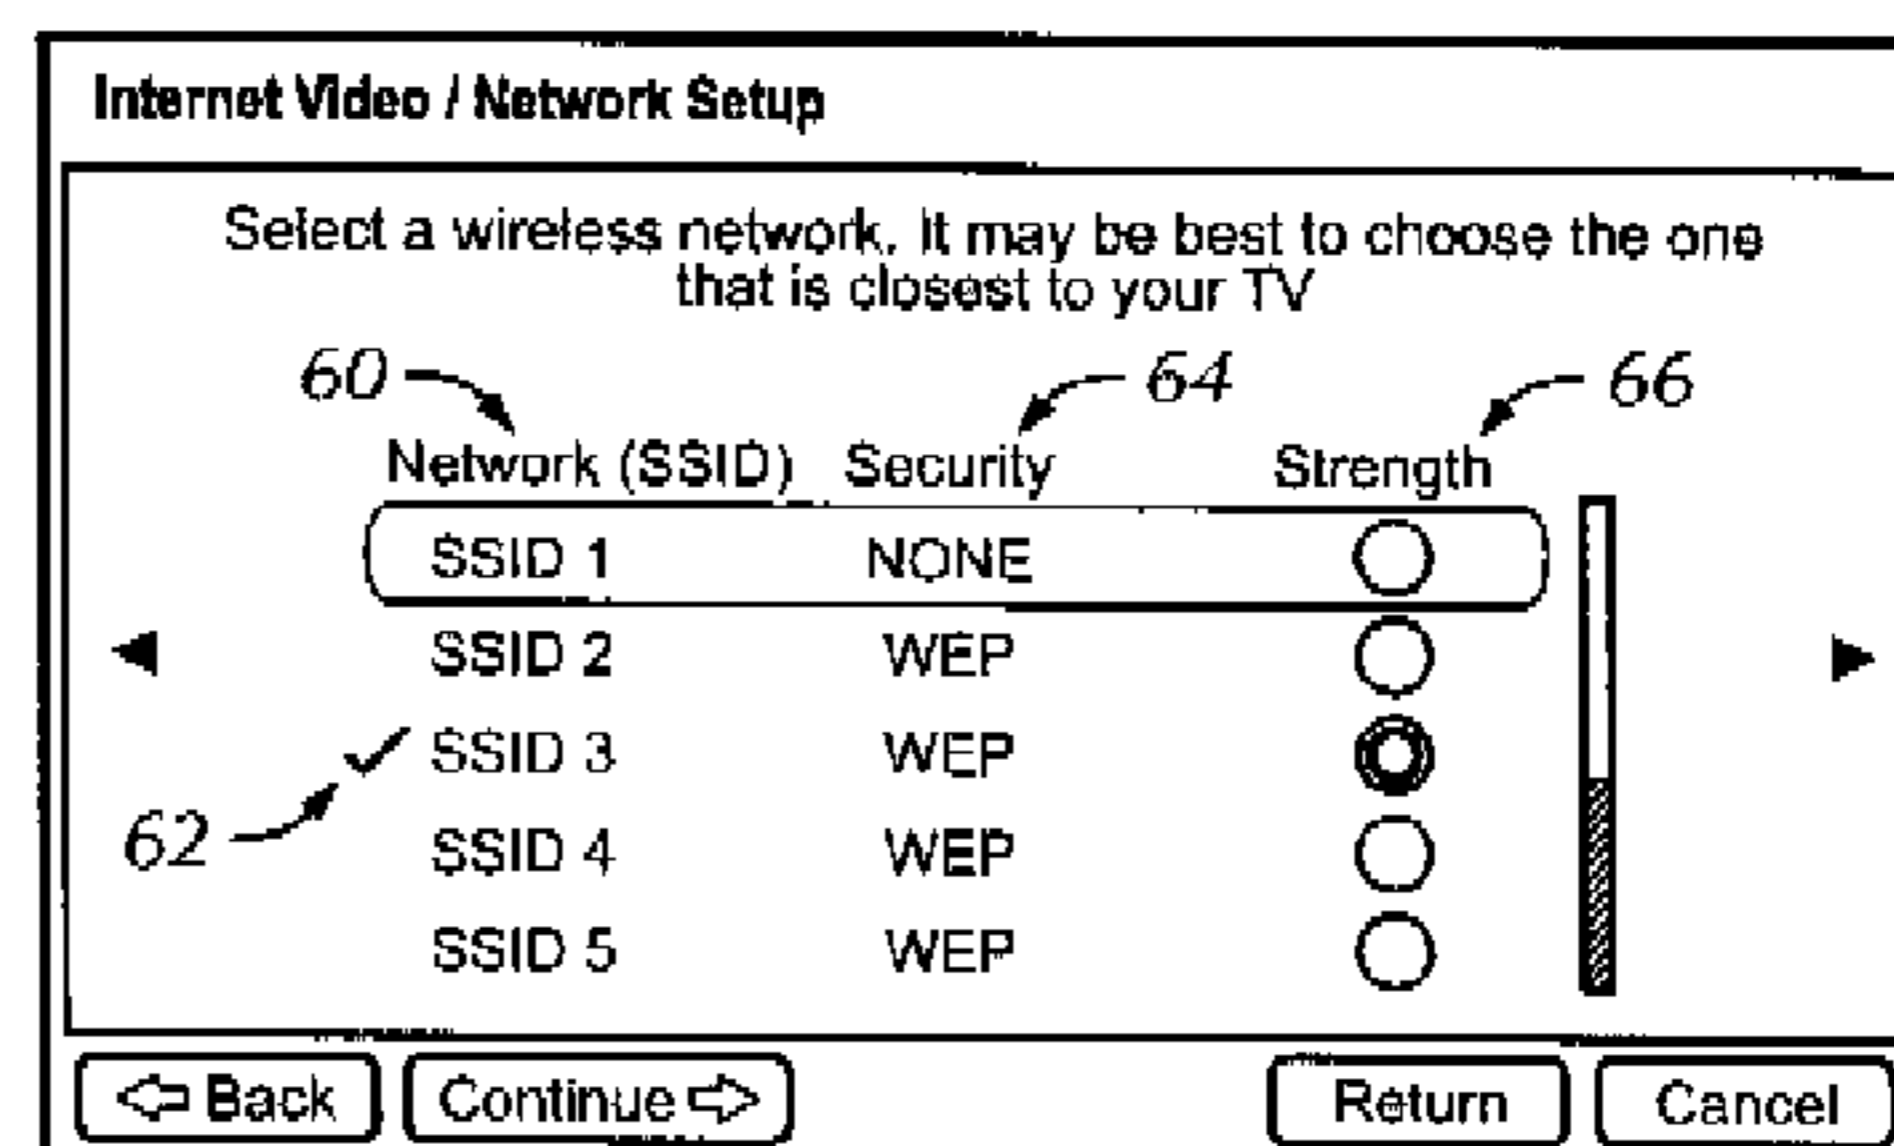 Internet Video / Network Setup
Select a wireless network. It may be best to choose the one
that is closest to your TV
60 64 66
Network (SSID) Security Strength
SSID 1 NONE
SSID 2 WEP
SSID 3 WEP
62
SSID 4 WEP
SSID 5 WEP
Back Continue Return Cancel